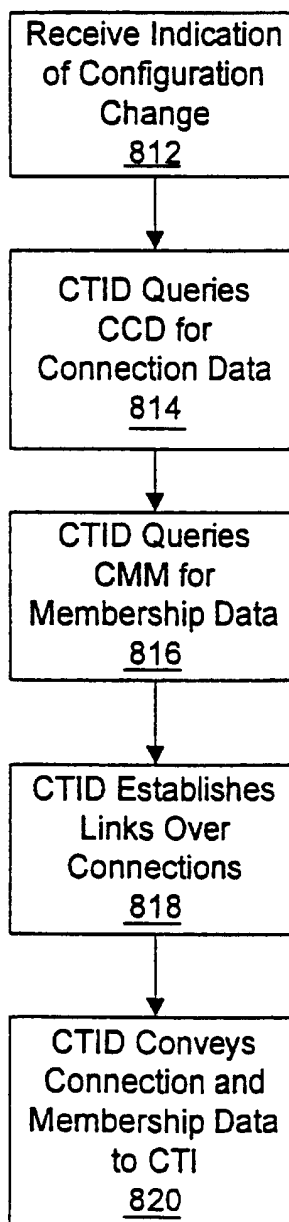 Receive Indication
of Configuration
Change
812
CTID Queries
CCD for
Connection Data
814
CTID Queries
CMM for
Membership Data
816
CTID Establishes
Links Over
Connections
818
CTID Conveys
Connection and
Membership Data
to CTI
820